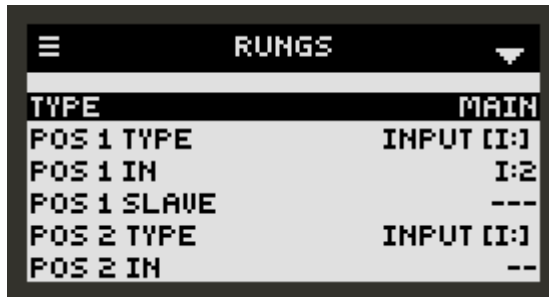 RUNGS
TYPE MAIN
POS 1 TYPE INPUT [I:]
POS 1 IN I:2
POS 1 SLAVE ---
POS 2 TYPE INPUT [I:]
POS 2 IN --